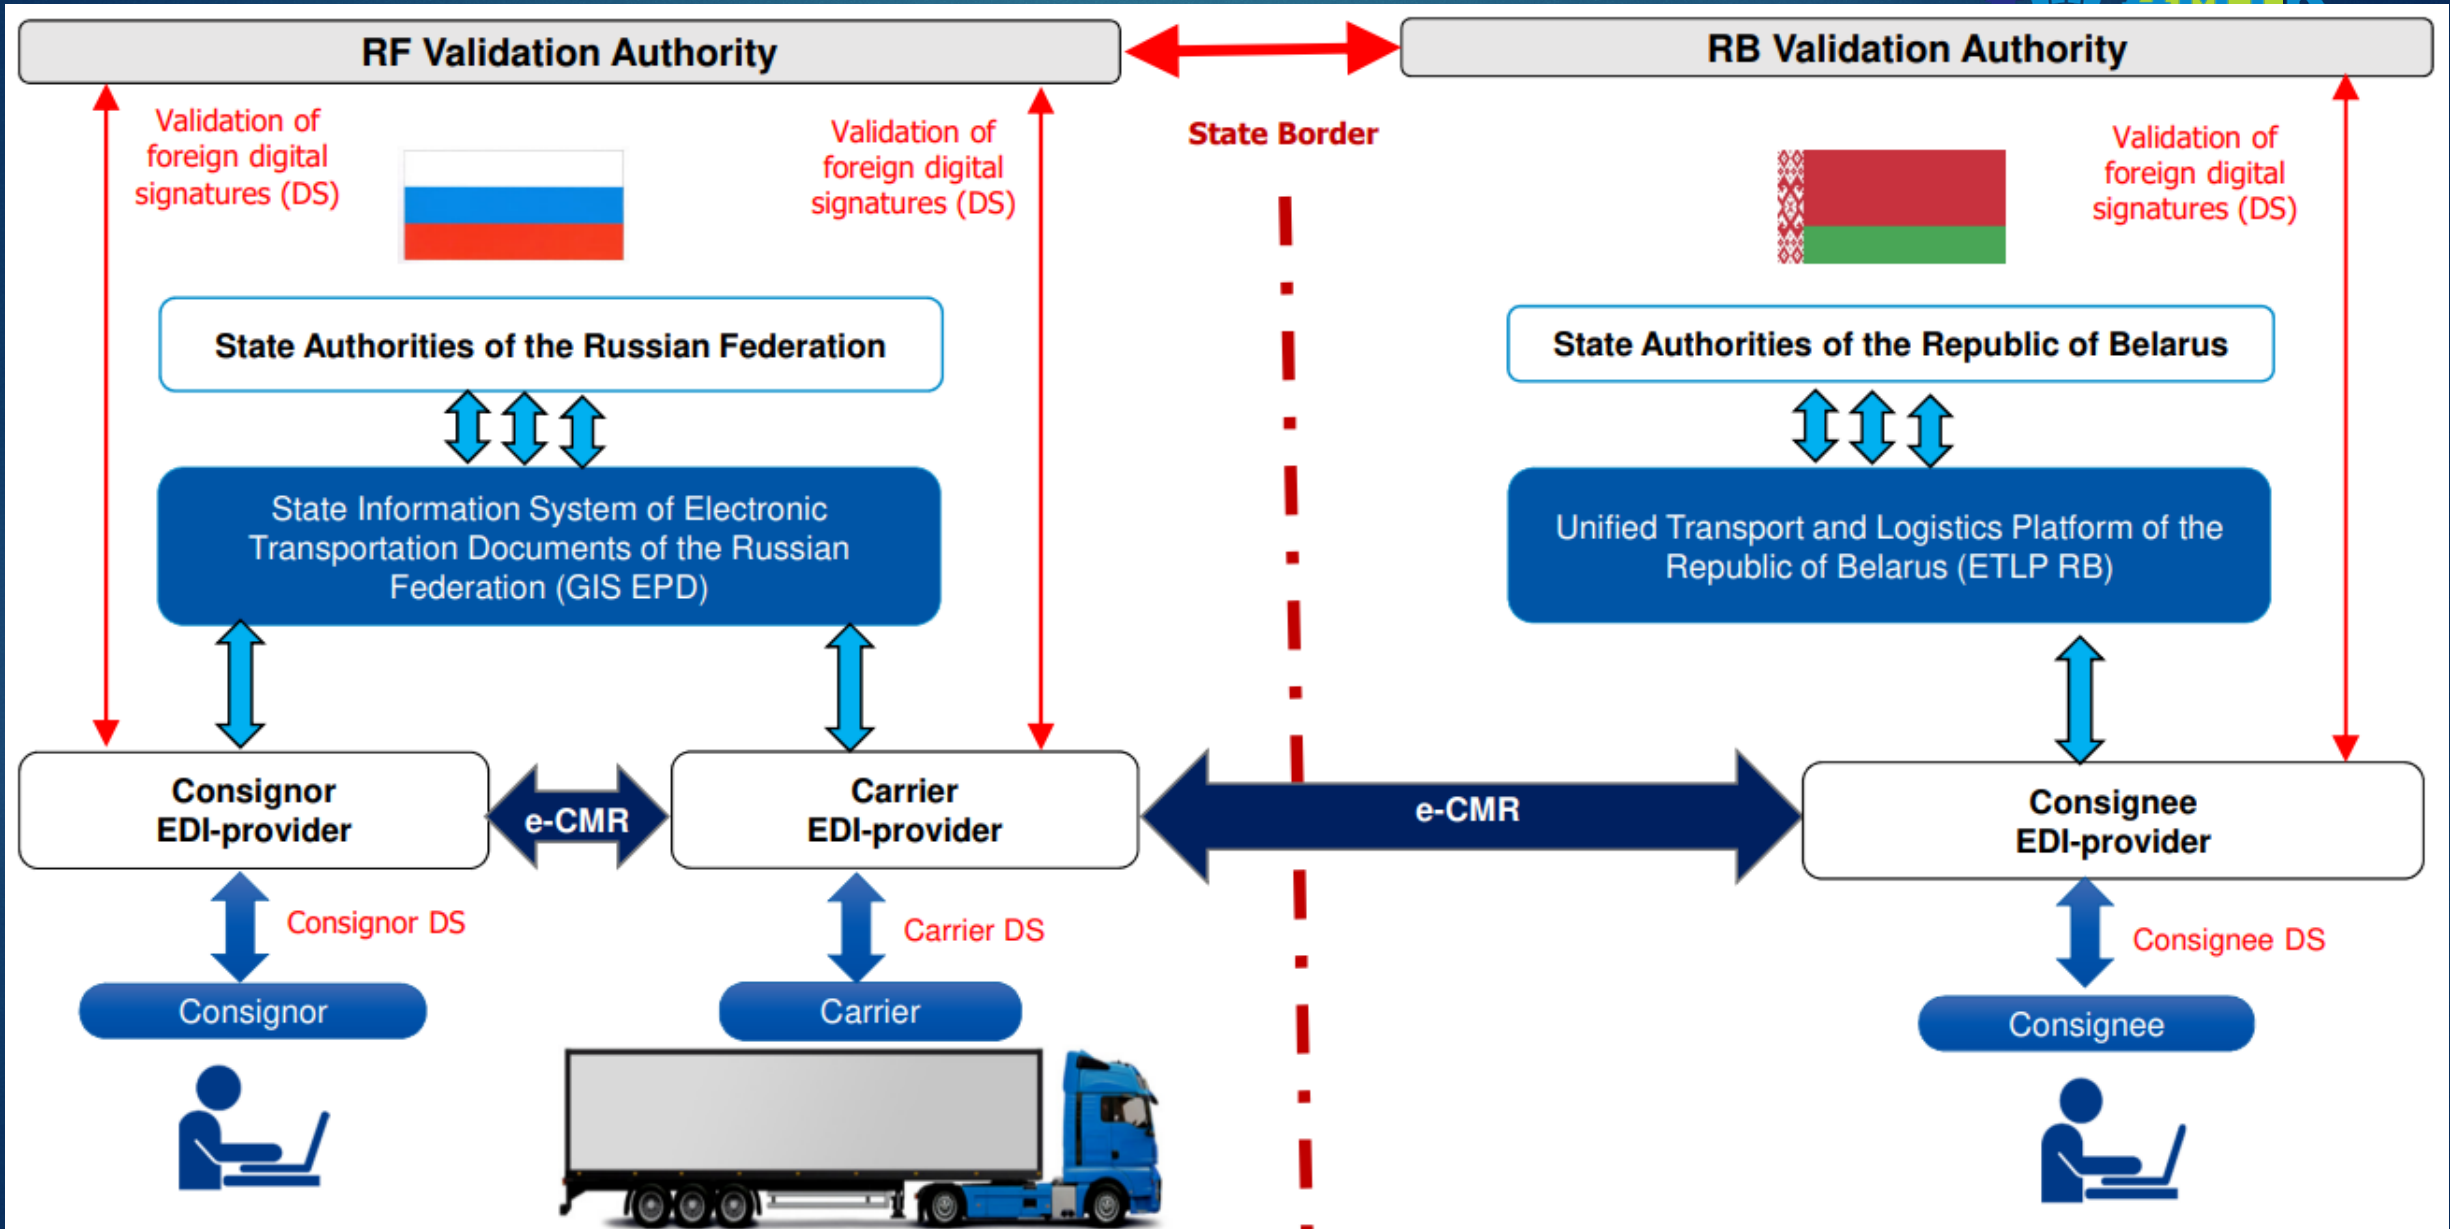 RF Validation Authority
RB Validation Authority
Validation of
foreign digital
signatures (DS)
Validation of
foreign digital
signatures (DS)
State Border
Validation of
foreign digital
signatures (DS)
State Authorities of the Russian Federation
State Authorities of the Republic of Belarus
State Information System of Electronic
Transportation Documents of the Russian
Federation (GIS EPD)
Unified Transport and Logistics Platform of the
Republic of Belarus (ETLP RB)
Consignor
EDI-provider
e-CMR
Carrier
EDI-provider
e-CMR
Consignee
EDI-provider
Consignor DS
Carrier DS
Consignee DS
Consignor
Carrier
Consignee